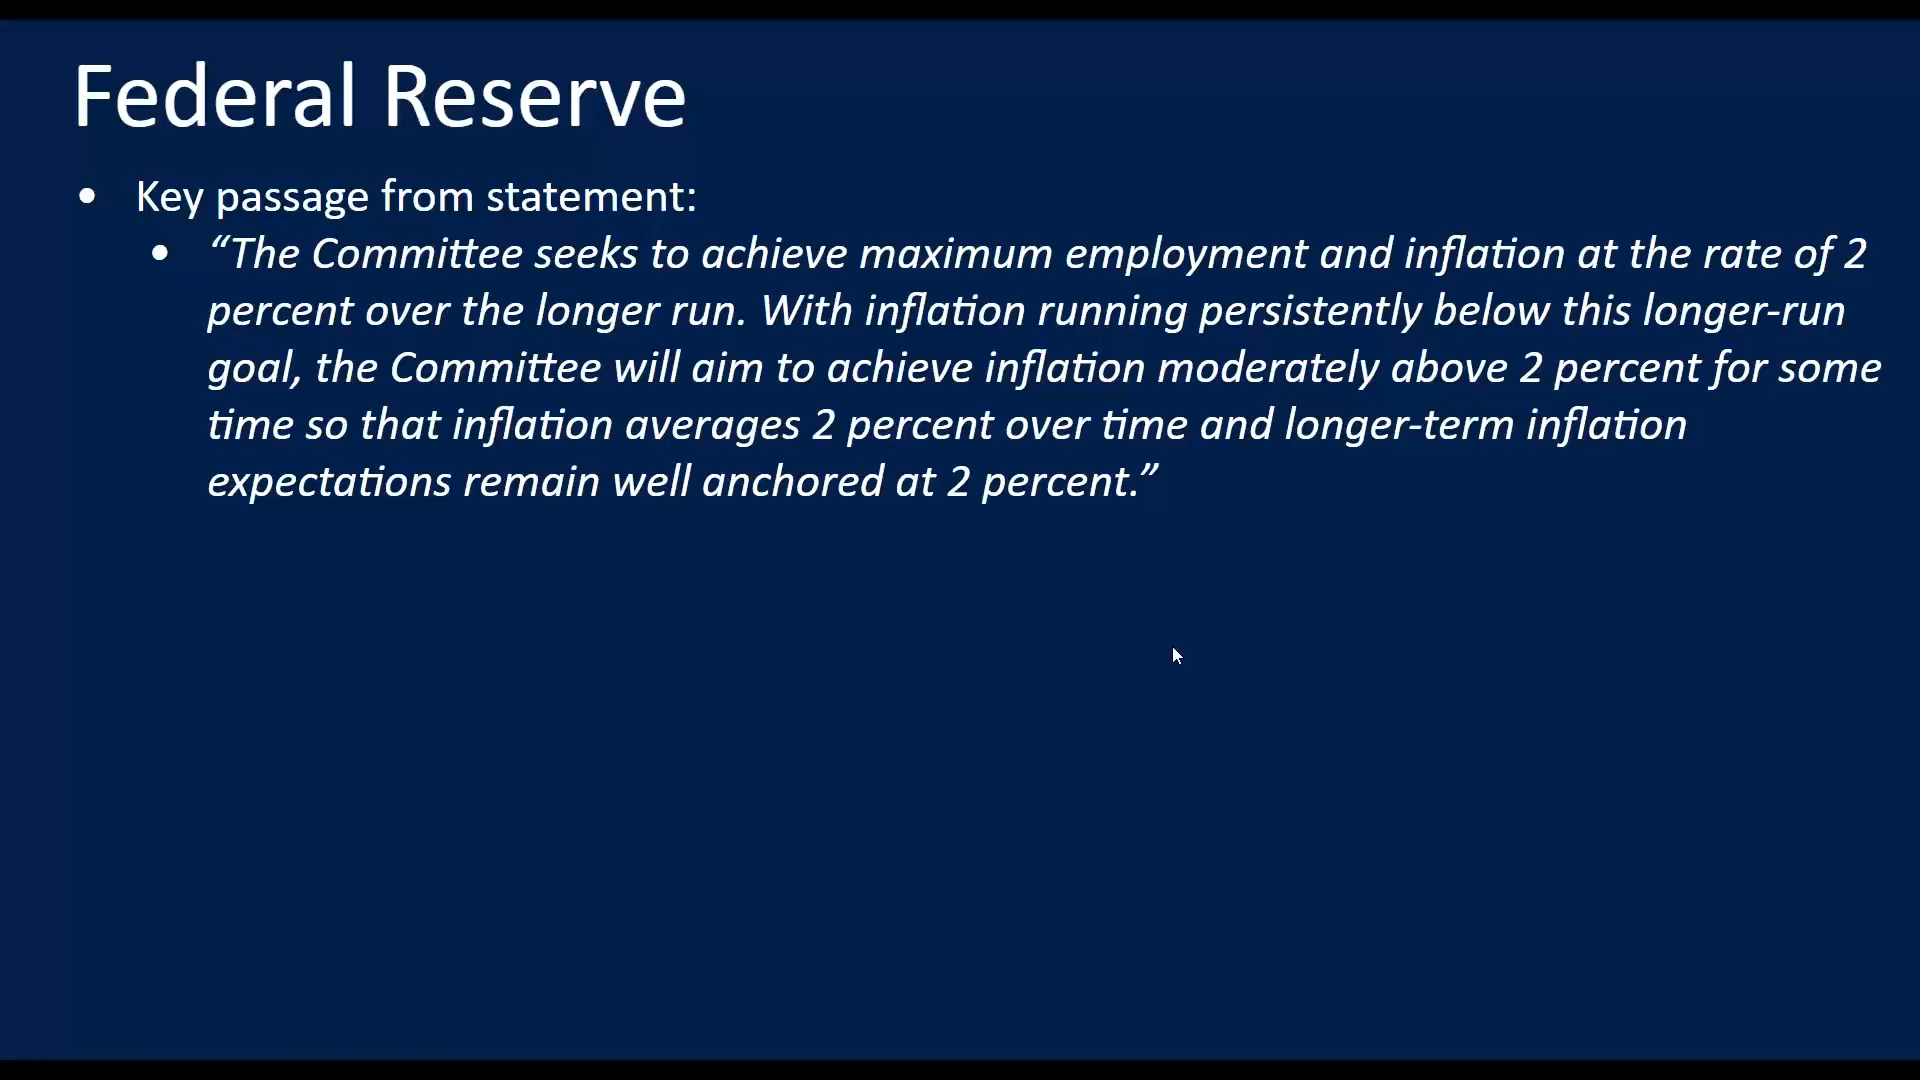 Federal Reserve
• Key passage from statement:
• “The Committee seeks to achieve maximum employment and inflation at the rate of 2
percent over the longer run. With inflation running persistently below this longer-run
goal, the Committee will aim to achieve inflation moderately above 2 percent for some
time so that inflation averages 2 percent over time and longer-term inflation
expectations remain well anchored at 2 percent.”